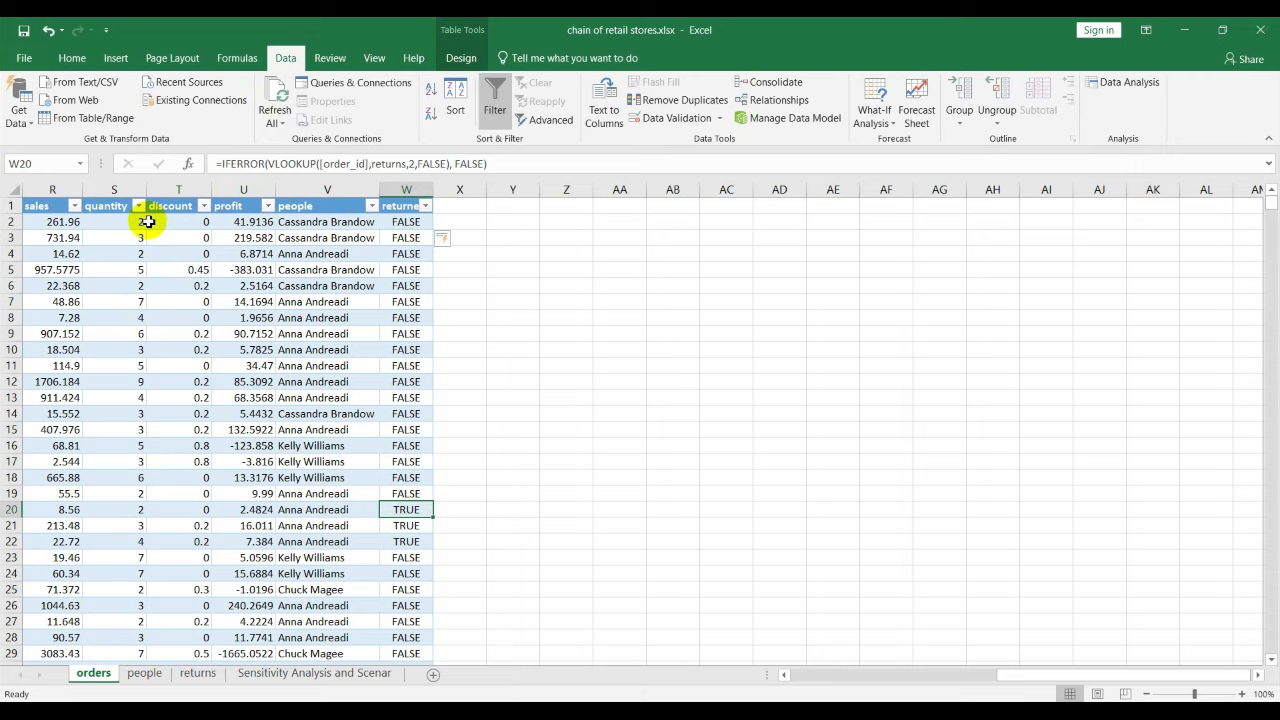 Table Tools
chain of retail stores.xlsx - Excel
Sign in
File Home Insert Page Layout Formulas Data Review View Help Design Tell me what you want to do Share
Get Data
From Text/CSV
From Web
From Table/Range
Recent Sources
Existing Connections
Get & Transform Data
Refresh All
Queries & Connections
Properties
Edit Links
Queries & Connections
Sort
Filter
Clear
Reapply
Advanced
Sort & Filter
Text to Columns
Flash Fill
Remove Duplicates
Data Validation
Consolidate
Relationships
Manage Data Model
Data Tools
What-If Analysis
Forecast Sheet
Forecast
Group
Ungroup
Subtotal
Outline
Data Analysis
Analysis
W20 fx =IFERROR(VLOOKUP([order_id],returns,2,FALSE), FALSE)
R S T U V W X Y Z AA AB AC AD AE AF AG AH AI AJ AK AL AM
1 sales quantity discount profit people returne
2 261.96 2 0 41.9136 Cassandra Brandow FALSE
3 731.94 3 0 219.582 Cassandra Brandow FALSE
4 14.62 2 0 6.8714 Anna Andreadi FALSE
5 957.5775 5 0.45 -383.031 Cassandra Brandow FALSE
6 22.368 2 0.2 2.5164 Cassandra Brandow FALSE
7 48.86 7 0 14.1694 Anna Andreadi FALSE
8 7.28 4 0 1.9656 Anna Andreadi FALSE
9 907.152 6 0.2 90.7152 Anna Andreadi FALSE
10 18.504 3 0.2 5.7825 Anna Andreadi FALSE
11 114.9 5 0 34.47 Anna Andreadi FALSE
12 1706.184 9 0.2 85.3092 Anna Andreadi FALSE
13 911.424 4 0.2 68.3568 Anna Andreadi FALSE
14 15.552 3 0.2 5.4432 Cassandra Brandow FALSE
15 407.976 3 0.2 132.5922 Anna Andreadi FALSE
16 68.81 5 0.8 -123.858 Kelly Williams FALSE
17 2.544 3 0.8 -3.816 Kelly Williams FALSE
18 665.88 6 0 13.3176 Kelly Williams FALSE
19 55.5 2 0 9.99 Anna Andreadi FALSE
20 8.56 2 0 2.4824 Anna Andreadi TRUE
21 213.48 3 0.2 16.011 Anna Andreadi TRUE
22 22.72 4 0.2 7.384 Anna Andreadi TRUE
23 19.46 7 0 5.0596 Kelly Williams FALSE
24 60.34 7 0 15.6884 Kelly Williams FALSE
25 71.372 2 0.3 -1.0196 Chuck Magee FALSE
26 1044.63 3 0 240.2649 Anna Andreadi FALSE
27 11.648 2 0.2 4.2224 Anna Andreadi FALSE
28 90.57 3 0 11.7741 Anna Andreadi FALSE
29 3083.43 7 0.5 -1665.0522 Chuck Magee FALSE
orders people returns Sensitivity Analysis and Scenar
Ready
100%